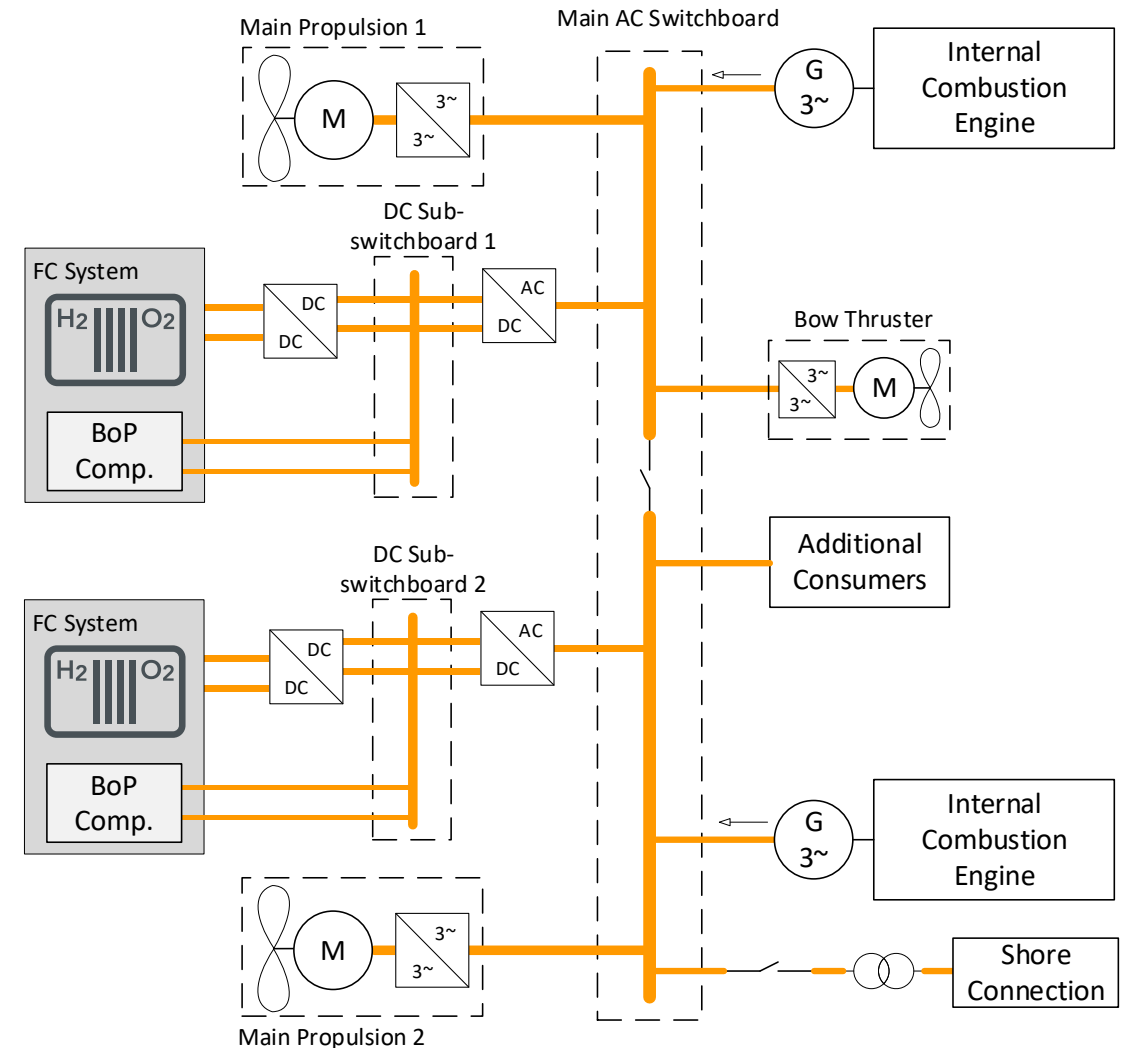 Main AC Switchboard
Main Propulsion 1
M
3~
3~
G
3~
Internal
Combustion
Engine
DC Sub-
switchboard 1
FC System
H2
O2
DC
DC
AC
DC
BoP
Comp.
Bow Thruster
3~
3~
M
Additional
Consumers
DC Sub-
switchboard 2
FC System
H2
O2
DC
DC
AC
DC
BoP
Comp.
G
3~
Internal
Combustion
Engine
M
3~
3~
Main Propulsion 2
Shore
Connection